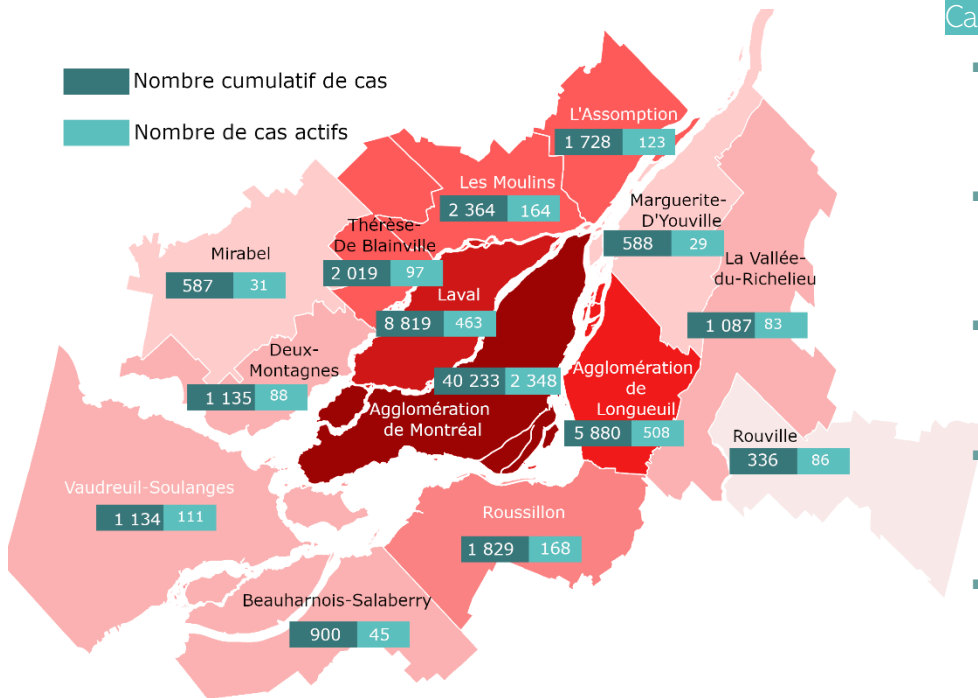 Ca
Nombre cumulatif de cas
Nombre de cas actifs
L'Assomption
1 728 123
Les Moulins
2 364 164
Marguerite-
D'Youville
588 29
Thérèse-
De Blainville
2 019 97
Mirabel
587 31
La Vallée-
du-Richelieu
1 087 83
Laval
8 819 463
Deux-
Montagnes
1 135 88
40 233 2 348
Agglomération
de Montréal
Agglomération
de
Longueuil
5 880 508
Rouville
336 86
Vaudreuil-Soulanges
1 134 111
Roussillon
1 829 168
Beauharnois-Salaberry
900 45